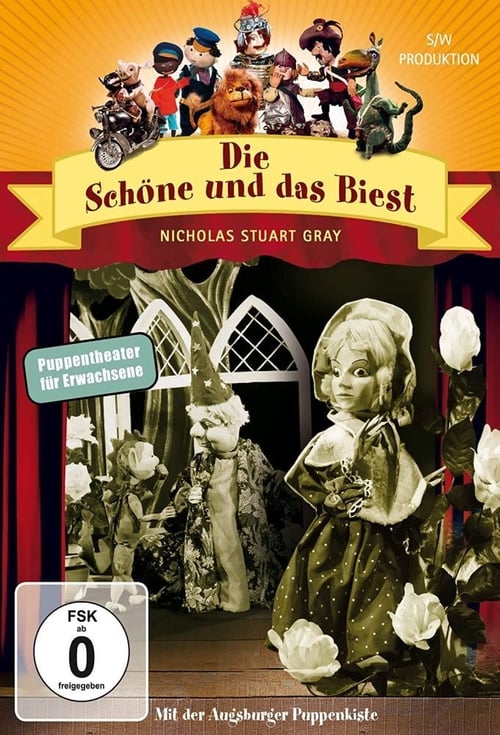 S/W
PRODUKTION
Die
Schöne und das Biest
NICHOLAS STUART GRAY
Puppentheater
für Erwachsene
FSK
ab
0
freigegeben
Mit der Augsburger Puppenkiste